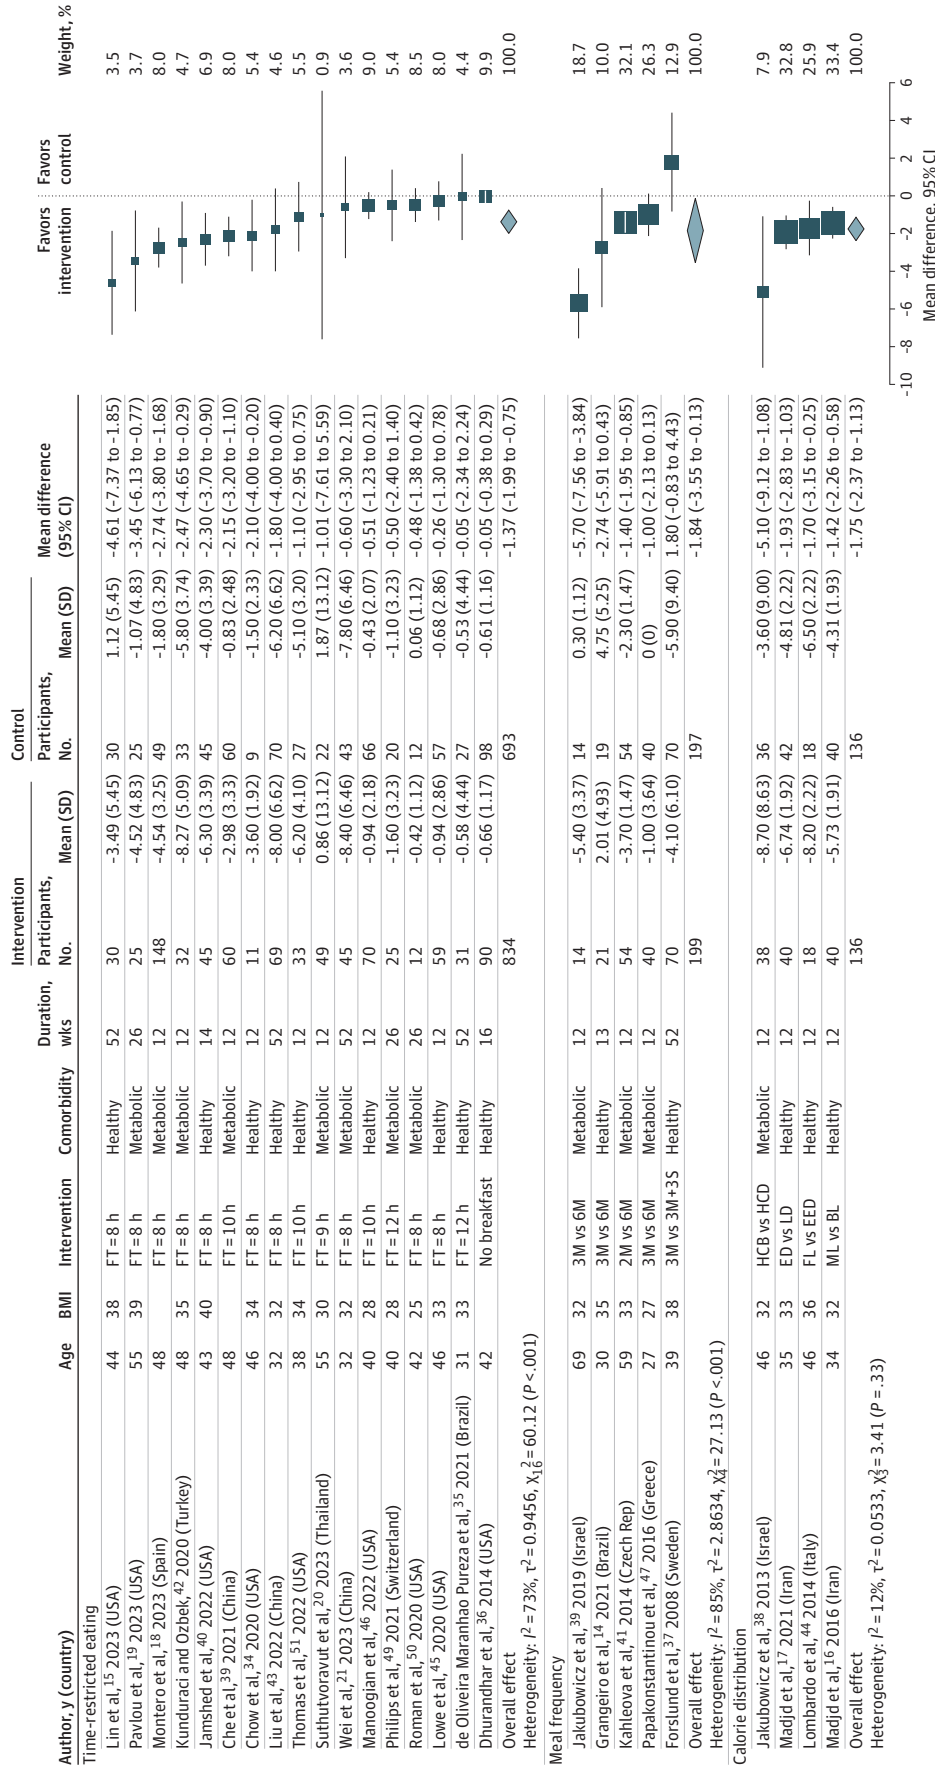 Intervention Control
Author, y (country) Age BMI Intervention Comorbidity Duration, wks Participants, No. Mean (SD) Participants, No. Mean (SD) Mean difference (95% CI) Favors intervention Favors control Weight, %
Time-restricted eating
Lin et al,15 2023 (USA) 44 38 FT = 8 h Healthy 52 30 -3.49 (5.45) 30 1.12 (5.45) -4.61 (-7.37 to -1.85) 3.5
Pavlou et al,19 2023 (USA) 55 39 FT = 8 h Metabolic 26 25 -4.52 (4.83) 25 -1.07 (4.83) -3.45 (-6.13 to -0.77) 3.7
Montero et al,18 2023 (Spain) 48 FT = 8 h Metabolic 12 148 -4.54 (3.25) 49 -1.80 (3.29) -2.74 (-3.80 to -1.68) 8.0
Kunduraci and Ozbek,42 2020 (Turkey) 48 35 FT = 8 h Metabolic 12 32 -8.27 (5.09) 33 -5.80 (3.74) -2.47 (-4.65 to -0.29) 4.7
Jamshed et al,40 2022 (USA) 43 40 FT = 8 h Healthy 14 45 -6.30 (3.39) 45 -4.00 (3.39) -2.30 (-3.70 to -0.90) 6.9
Che et al,39 2021 (China) 48 FT = 10 h Metabolic 12 60 -2.98 (3.33) 60 -0.83 (2.48) -2.15 (-3.20 to -1.10) 8.0
Chow et al,34 2020 (USA) 46 34 FT = 8 h Healthy 12 11 -3.60 (1.92) 9 -1.50 (2.33) -2.10 (-4.00 to -0.20) 5.4
Liu et al,43 2022 (China) 32 32 FT = 8 h Healthy 52 69 -8.00 (6.62) 70 -6.20 (6.62) -1.80 (-4.00 to 0.40) 4.6
Thomas et al,51 2022 (USA) 38 34 FT = 8 h Healthy 12 33 -6.20 (4.10) 27 -5.10 (3.20) -1.10 (-2.95 to 0.75) 5.5
Suthutvoravut et al,20 2023 (Thailand) 55 30 FT = 9 h Metabolic 12 49 0.86 (13.12) 22 1.87 (13.12) -1.01 (-7.61 to 5.59) 0.9
Wei et al,21 2023 (China) 32 32 FT = 8 h Metabolic 52 45 -8.40 (6.46) 43 -7.80 (6.46) -0.60 (-3.30 to 2.10) 3.6
Manoogian et al,46 2022 (USA) 40 28 FT = 10 h Metabolic 12 70 -0.94 (2.18) 66 -0.43 (2.07) -0.51 (-1.23 to 0.21) 9.0
Philips et al,49 2021 (Switzerland) 40 28 FT = 12 h Metabolic 26 25 -1.60 (3.23) 20 -1.10 (3.23) -0.50 (-2.40 to 1.40) 5.4
Roman et al,50 2020 (USA) 42 25 FT = 8 h Healthy 26 12 -0.42 (1.12) 12 0.06 (1.12) -0.48 (-1.38 to 0.42) 8.5
Lowe et al,45 2020 (USA) 46 33 FT = 8 h Healthy 12 59 -0.94 (2.86) 57 -0.68 (2.86) -0.26 (-1.30 to 0.78) 8.0
de Oliveira Maranhao Pureza et al,35 2021 (Brazil) 31 33 FT = 12 h Healthy 52 31 -0.58 (4.44) 27 -0.53 (4.44) -0.05 (-2.34 to 2.24) 4.4
Dhurandhar et al,36 2014 (USA) 42 No breakfast Healthy 16 90 -0.66 (1.17) 98 -0.61 (1.16) -0.05 (-0.38 to 0.29) 9.9
Overall effect 834 693 -1.37 (-1.99 to -0.75) 100.0
Heterogeneity: I² = 73%, τ² = 0.9456, χ²₁₆ = 60.12 (P <.001)
Meal frequency
Jakubowicz et al,39 2019 (Israel) 69 32 3M vs 6M Metabolic 12 14 -5.40 (3.37) 14 0.30 (1.12) -5.70 (-7.56 to -3.84) 18.7
Grangeiro et al,14 2021 (Brazil) 30 35 3M vs 6M Healthy 13 21 2.01 (4.93) 19 4.75 (5.25) -2.74 (-5.91 to 0.43) 10.0
Kahleova et al,41 2014 (Czech Rep) 59 33 2M vs 6M Metabolic 12 54 -3.70 (1.47) 54 -2.30 (1.47) -1.40 (-1.95 to -0.85) 32.1
Papakonstantinou et al,47 2016 (Greece) 27 27 3M vs 6M Metabolic 12 40 -1.00 (3.64) 40 0 (0) -1.00 (-2.13 to 0.13) 26.3
Forslund et al,37 2008 (Sweden) 39 38 3M vs 3M+3S Healthy 52 70 -4.10 (6.10) 70 -5.90 (9.40) 1.80 (-0.83 to 4.43) 12.9
Overall effect 199 197 -1.84 (-3.55 to -0.13) 100.0
Heterogeneity: I² = 85%, τ² = 2.8634, χ²₄ = 27.13 (P <.001)
Calorie distribution
Jakubowicz et al,38 2013 (Israel) 46 32 HCB vs HCD Metabolic 12 38 -8.70 (8.63) 36 -3.60 (9.00) -5.10 (-9.12 to -1.08) 7.9
Madjd et al,17 2021 (Iran) 35 33 ED vs LD Healthy 12 40 -6.74 (1.92) 42 -4.81 (2.22) -1.93 (-2.83 to -1.03) 32.8
Lombardo et al,44 2014 (Italy) 46 36 FL vs EED Healthy 12 18 -8.20 (2.22) 18 -6.50 (2.22) -1.70 (-3.15 to -0.25) 25.9
Madjd et al,16 2016 (Iran) 34 32 ML vs BL Healthy 12 40 -5.73 (1.91) 40 -4.31 (1.93) -1.42 (-2.26 to -0.58) 33.4
Overall effect 136 136 -1.75 (-2.37 to -1.13) 100.0
Heterogeneity: I² = 12%, τ² = 0.0533, χ²₃ = 3.41 (P = .33)
-10 -8 -6 -4 -2 0 2 4 6
Mean difference, 95% CI